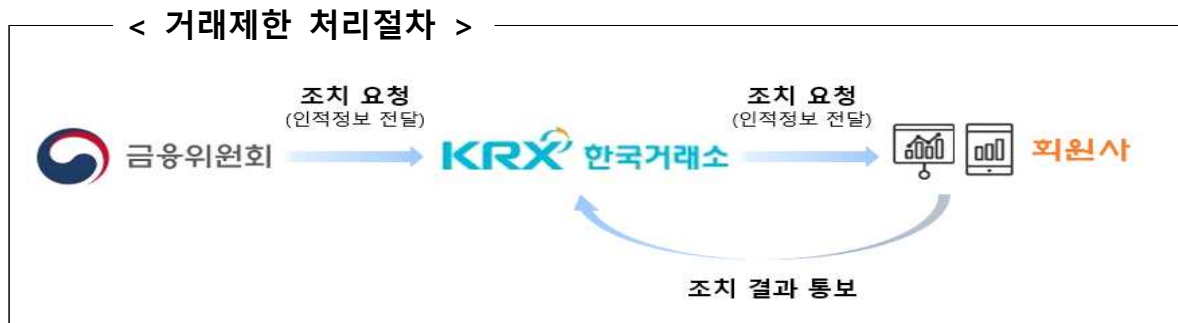 < 거래제한 처리절차 >
조치 요청
(인적정보 전달)
조치 요청
(인적정보 전달)
금융위원회
KRX 한국거래소
회원사
조치 결과 통보